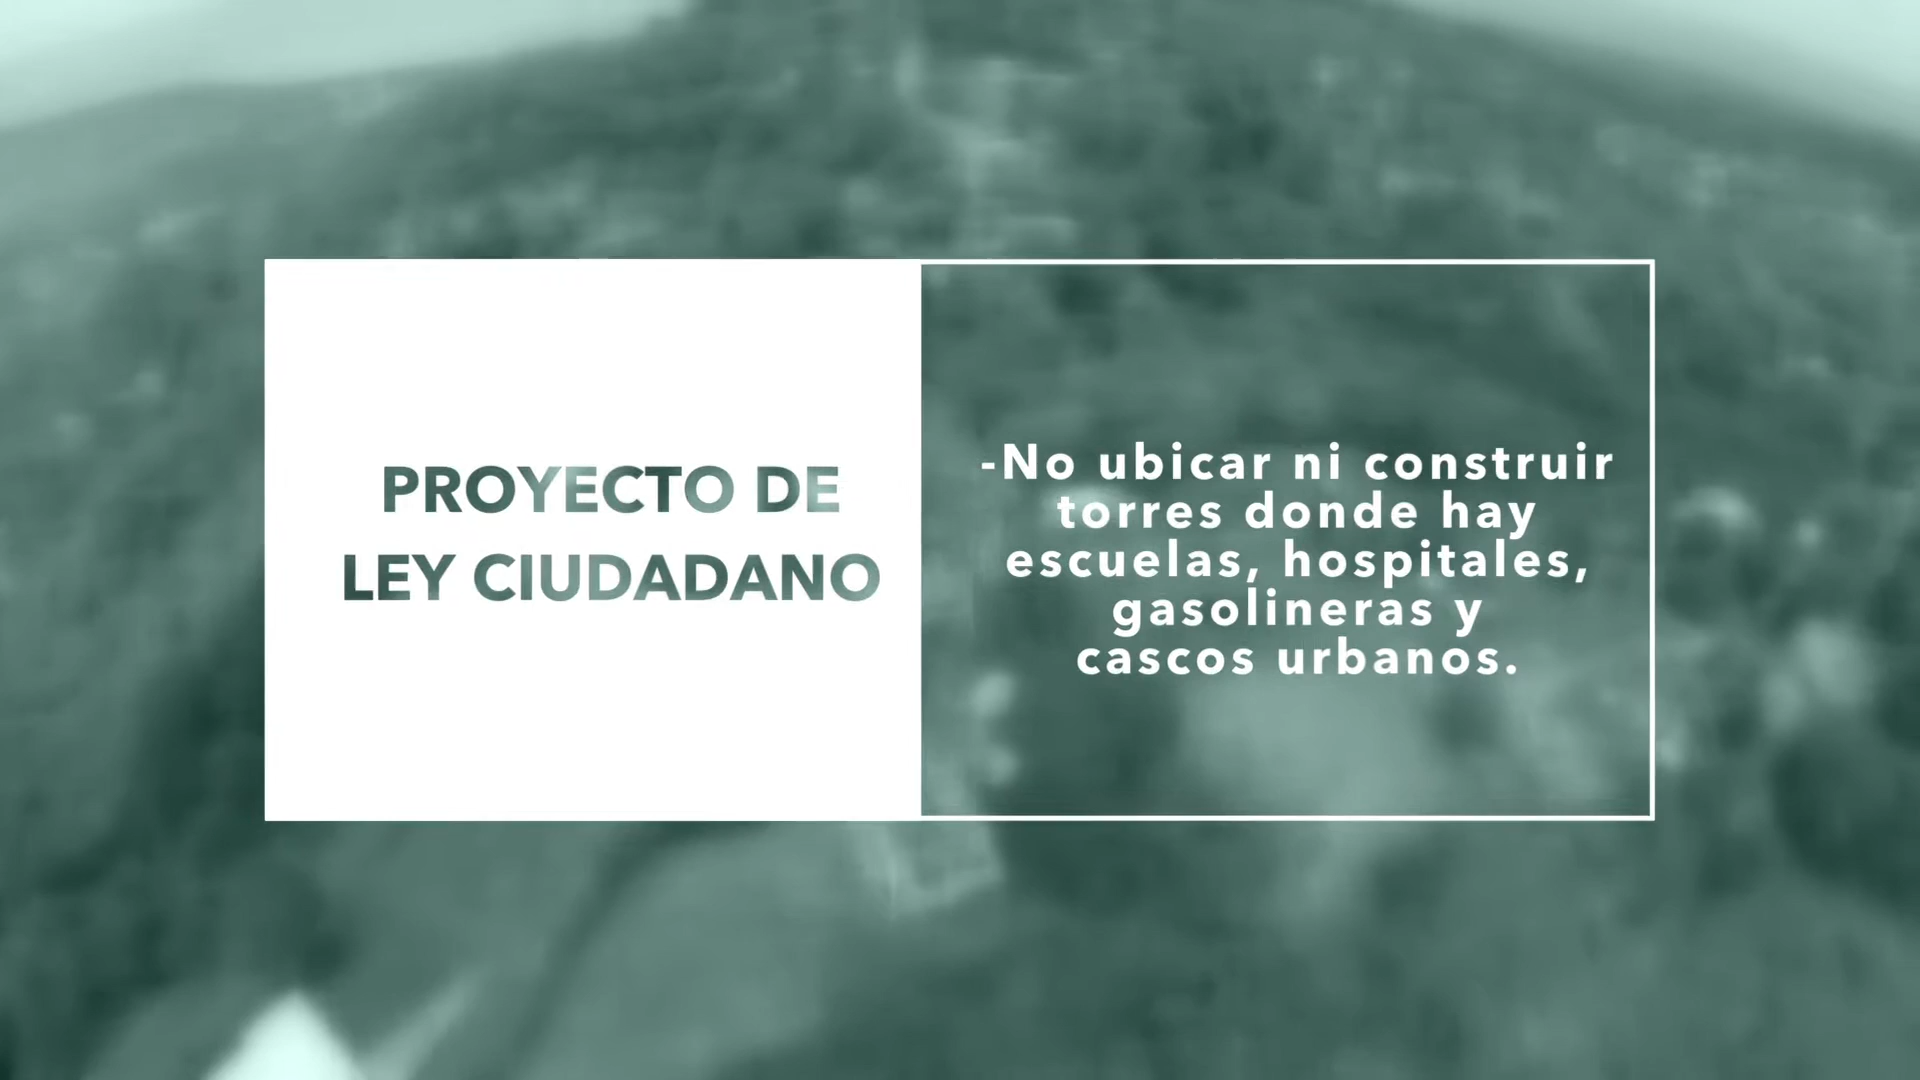 PROYECTO DE
LEY CIUDADANO
-No ubicar ni construir
torres donde hay
escuelas, hospitales,
gasolineras y
cascos urbanos.